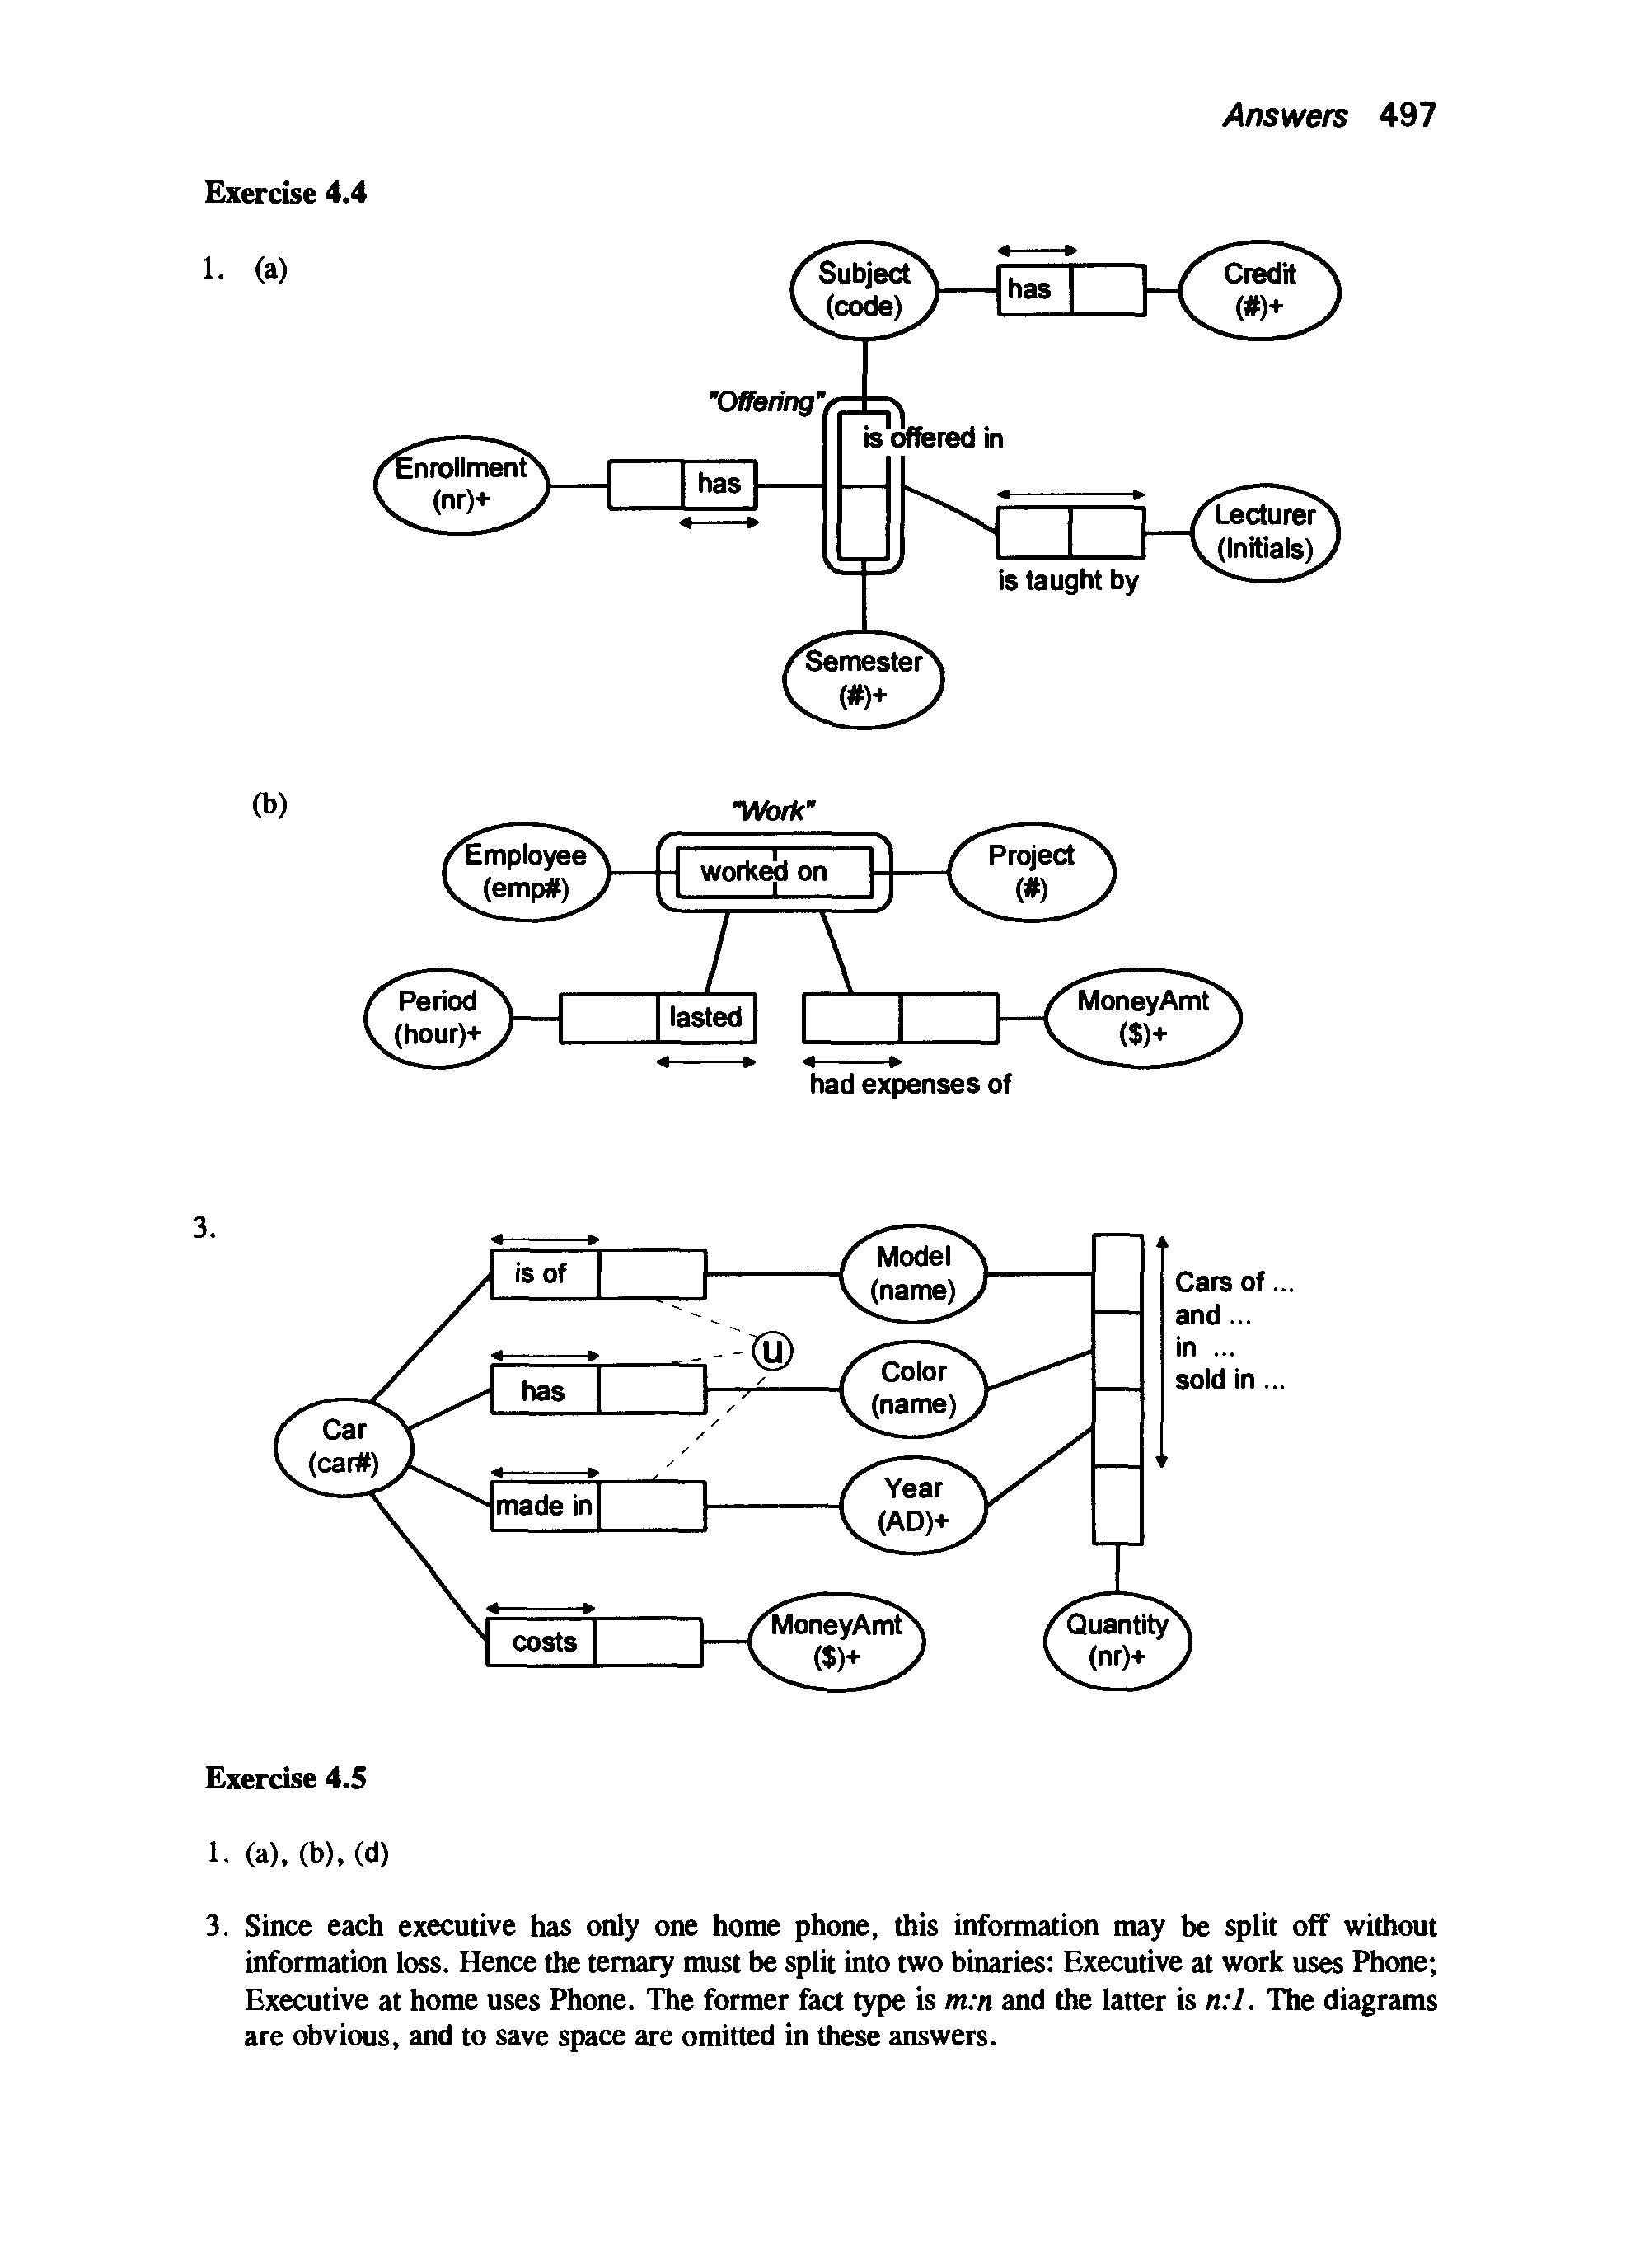 Answers 497
Exercise 4.4
1. (a)
Subject
(code)
has
Credit
(#)+
"Offering"
is offered in
Enrollment
(nr)+
has
Lecturer
(Initials)
is taught by
Semester
(#)+
(b)
"Work"
Employee
(emp#)
worked on
Project
(#)
Period
(hour)+
lasted
MoneyAmt
($)+
had expenses of
3.
is of
Model
(name)
Cars of ...
and ...
in ...
sold in ...
U
has
Color
(name)
Car
(car#)
made in
Year
(AD)+
costs
MoneyAmt
($)+
Quantity
(nr)+
Exercise 4.5
1. (a), (b), (d)
3. Since each executive has only one home phone, this information may be split off without
information loss. Hence the ternary must be split into two binaries: Executive at work uses Phone;
Executive at home uses Phone. The former fact type is m:n and the latter is n:1. The diagrams
are obvious, and to save space are omitted in these answers.